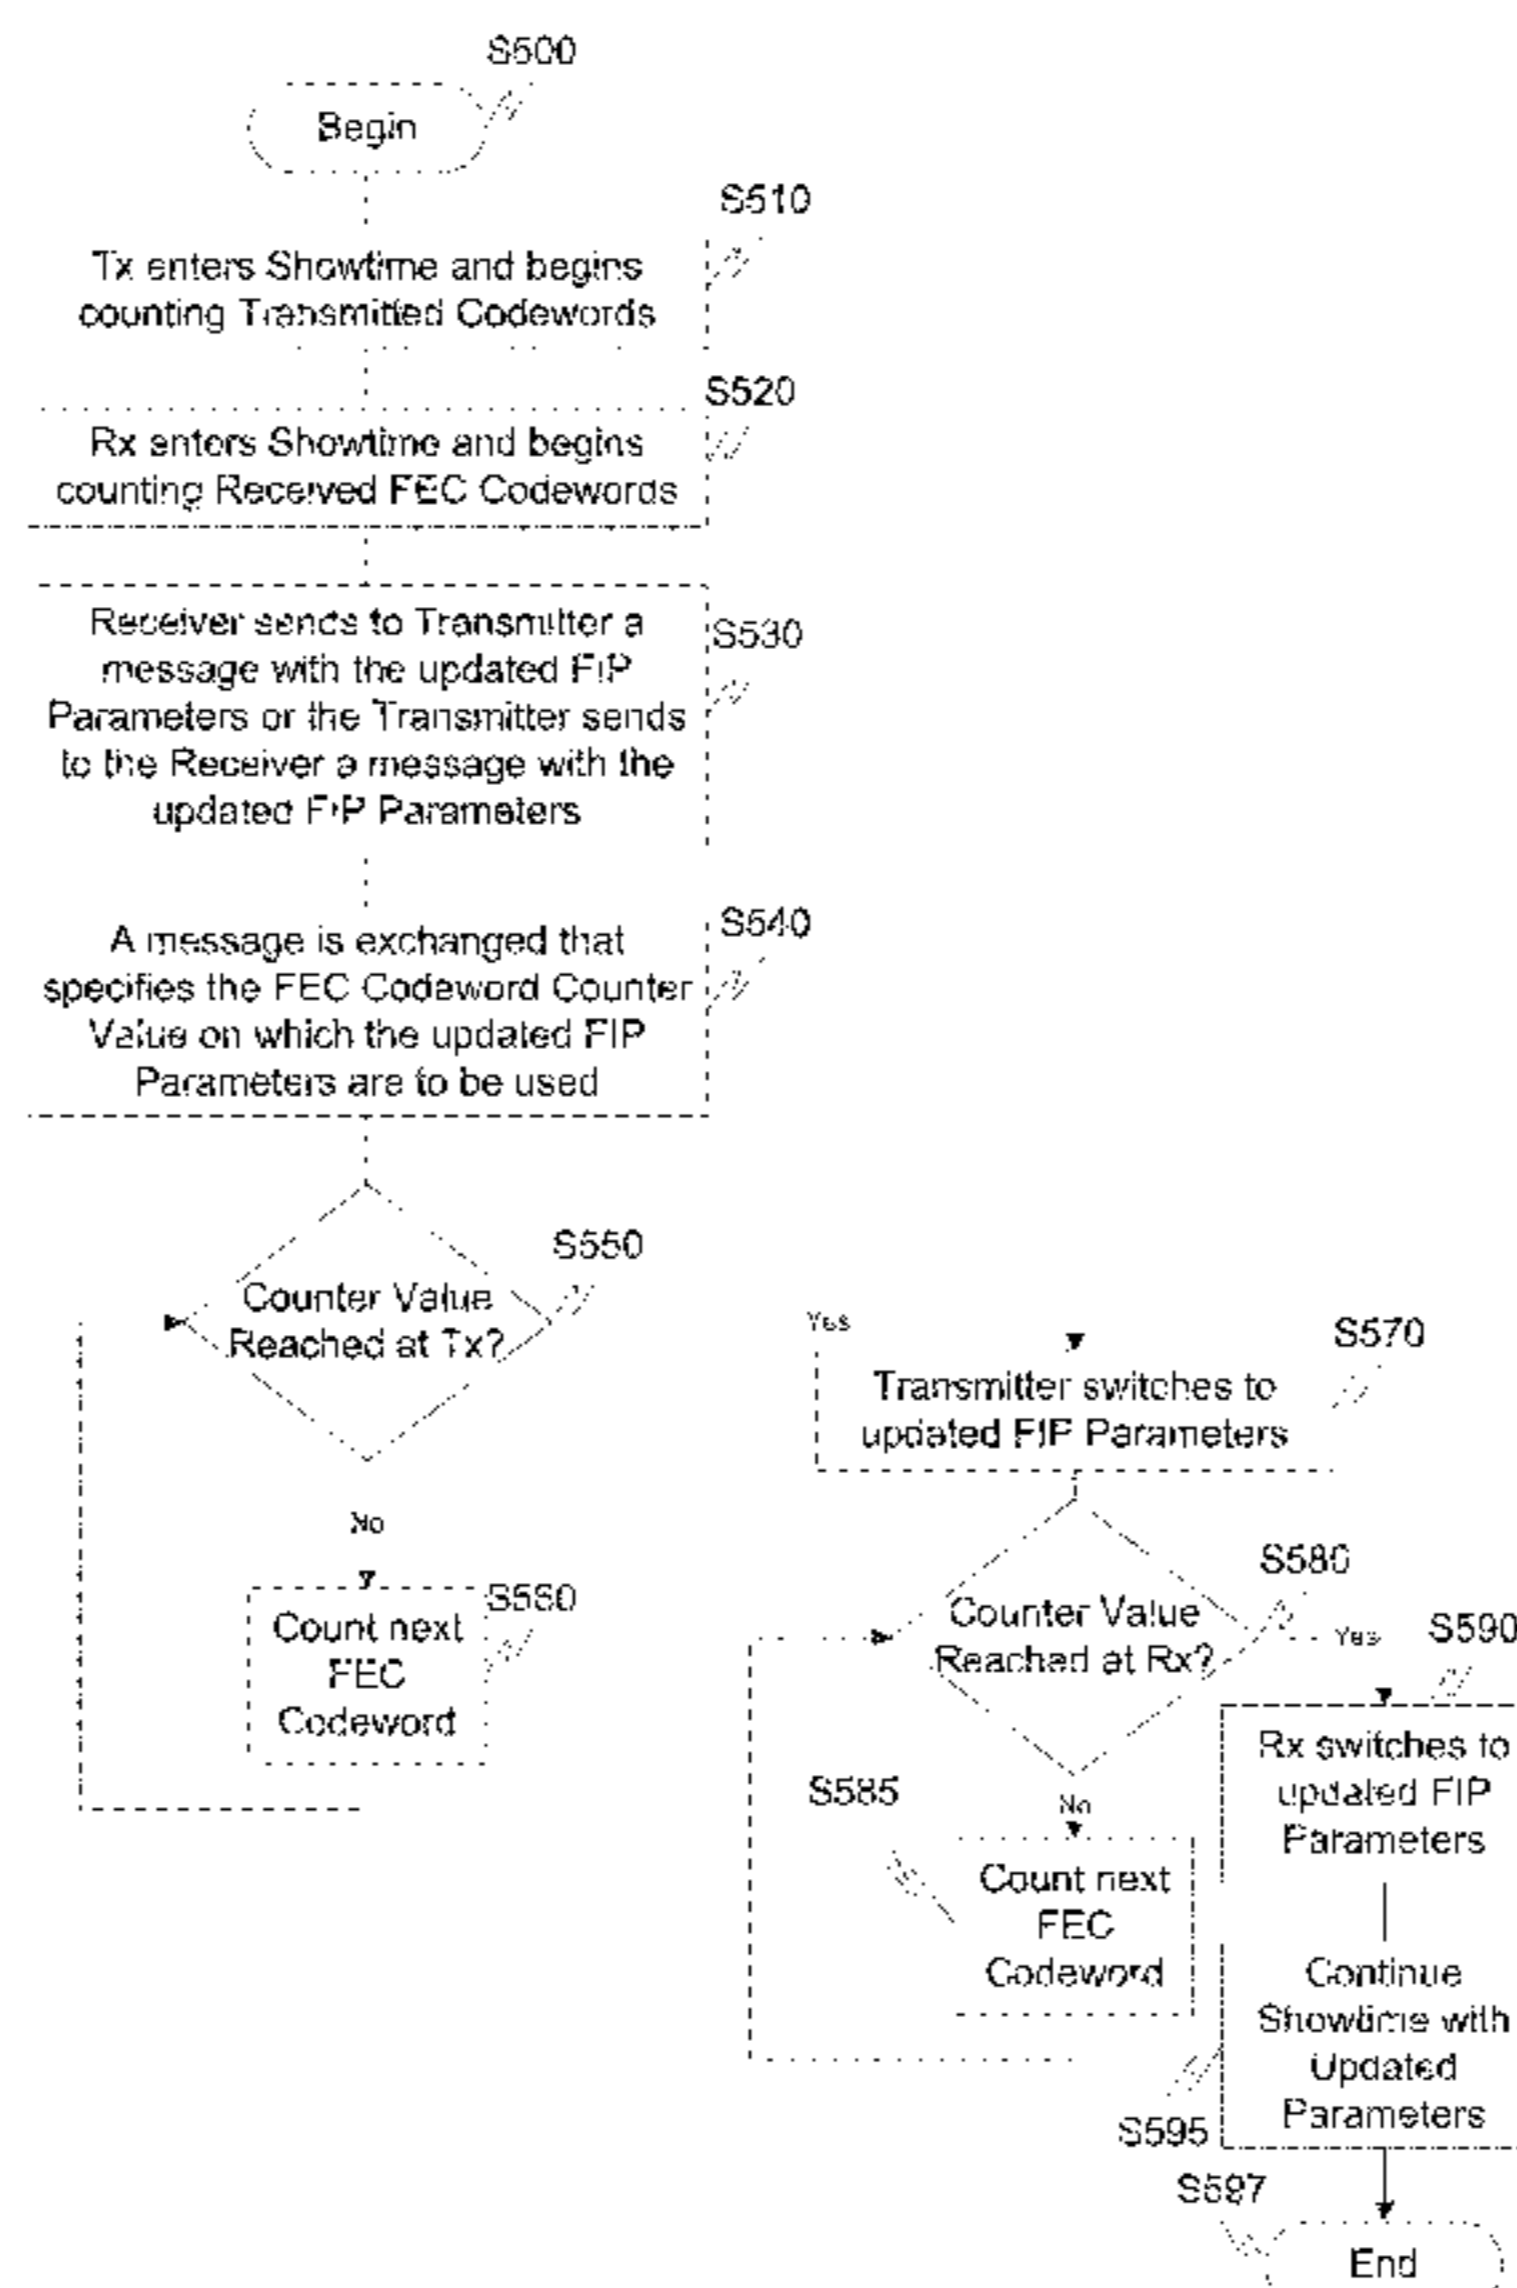 S500
Begin
S510
Tx enters Showtime and begins
counting Transmitted Codewords
S520
Rx enters Showtime and begins
counting Received FEC Codewords
S530
Receiver sends to Transmitter a
message with the updated FIP
Parameters or the Transmitter sends
to the Receiver a message with the
updated FIP Parameters
S540
A message is exchanged that
specifies the FEC Codeword Counter
Value on which the updated FIP
Parameters are to be used
S550
Counter Value
Reached at Tx?
No
S560
Count next
FEC
Codeword
Yes
S570
Transmitter switches to
updated FIP Parameters
S580
Counter Value
Reached at Rx?
Yes
S590
Rx switches to
updated FIP
Parameters
No
S585
Count next
FEC
Codeword
Continue
Showtime with
Updated
Parameters
S595
S597
End